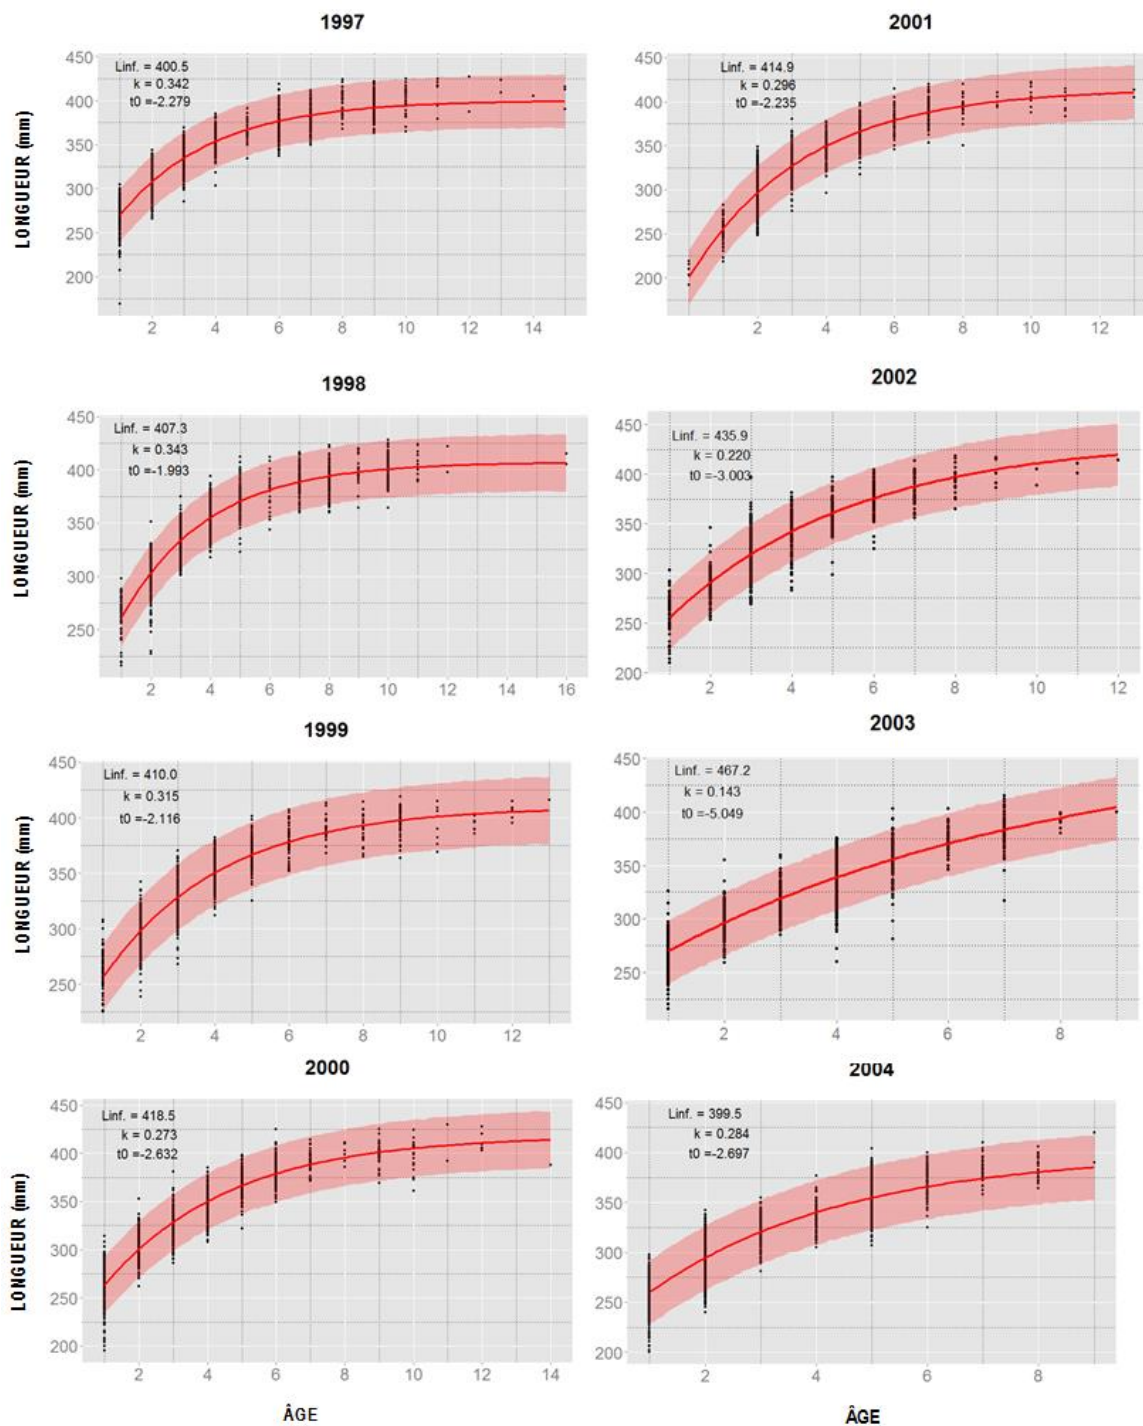 1997
Linf. = 400.5
k = 0.342
t0 =-2.279
450
400
350
300
250
200
LONGUEUR (mm)
2 4 6 8 10 12 14
2001
Linf. = 414.9
k = 0.296
t0 =-2.235
450
400
350
300
250
200
2 4 6 8 10 12
1998
Linf. = 407.3
k = 0.343
t0 =-1.993
450
400
350
300
250
LONGUEUR (mm)
2 4 6 8 10 12 14 16
2002
Linf. = 435.9
k = 0.220
t0 =-3.003
450
400
350
300
250
200
2 4 6 8 10 12
1999
Linf. = 410.0
k = 0.315
t0 =-2.116
450
400
350
300
250
LONGUEUR (mm)
2 4 6 8 10 12
2003
Linf. = 467.2
k = 0.143
t0 =-5.049
450
400
350
300
250
2 4 6 8
2000
Linf. = 418.5
k = 0.273
t0 =-2.632
450
400
350
300
250
200
LONGUEUR (mm)
2 4 6 8 10 12 14
ÂGE
2004
Linf. = 399.5
k = 0.284
t0 =-2.697
450
400
350
300
250
200
2 4 6 8
ÂGE